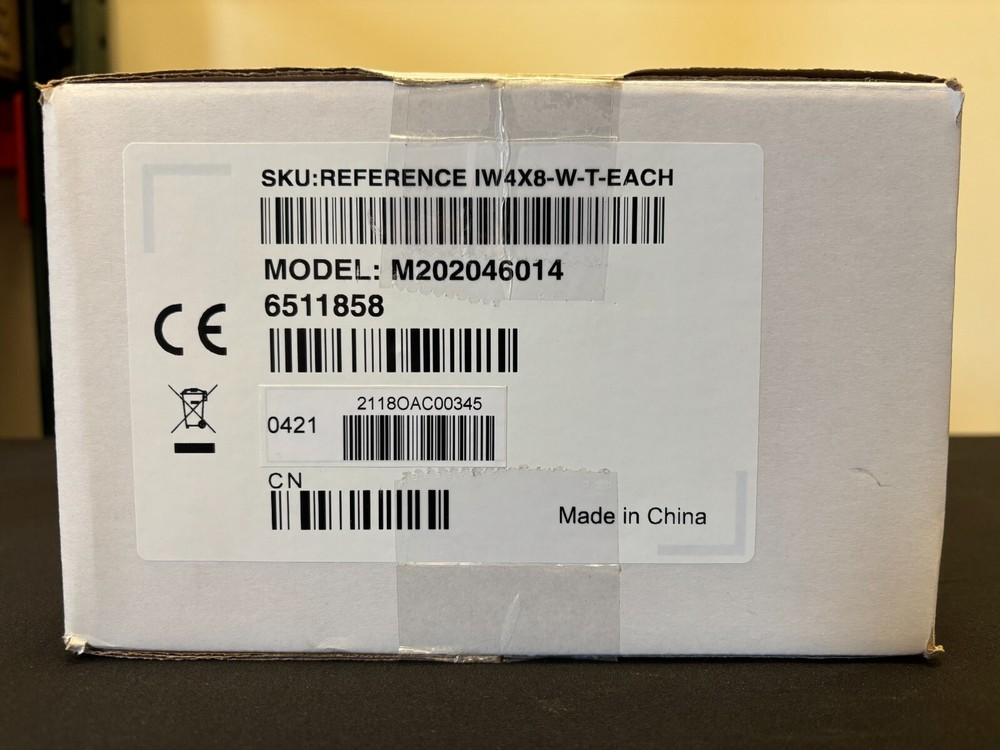 SKU:REFERENCE IW4X8-W-T-EACH
MODEL: M202046014
6511858
CE
2118OAC00345
0421
CN
Made in China